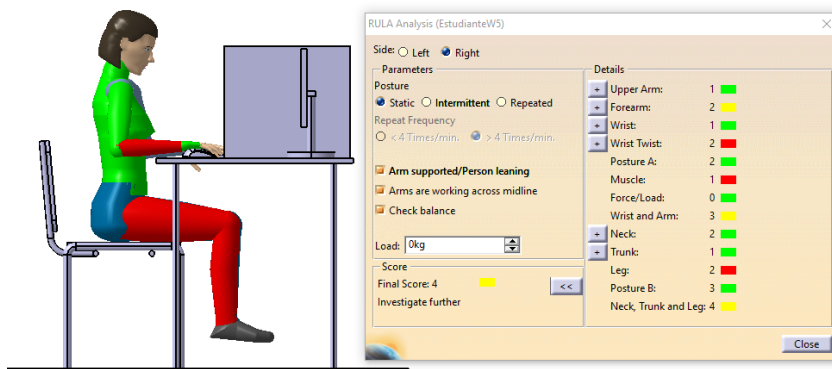 RULA Analysis (EstudianteW5)
Side: Left Right
Parameters
Posture
Static Intermittent Repeated
Repeat Frequency
< 4 Times/min. > 4 Times/min.
Arm supported/Person leaning
Arms are working across midline
Check balance
Load: 0kg
Score
Final Score: 4
<<
Investigate further
Details
+ Upper Arm: 1
+ Forearm: 2
+ Wrist: 1
+ Wrist Twist: 2
Posture A: 2
Muscle: 1
Force/Load: 0
Wrist and Arm: 3
+ Neck: 2
+ Trunk: 1
Leg: 2
Posture B: 3
Neck, Trunk and Leg: 4
Close